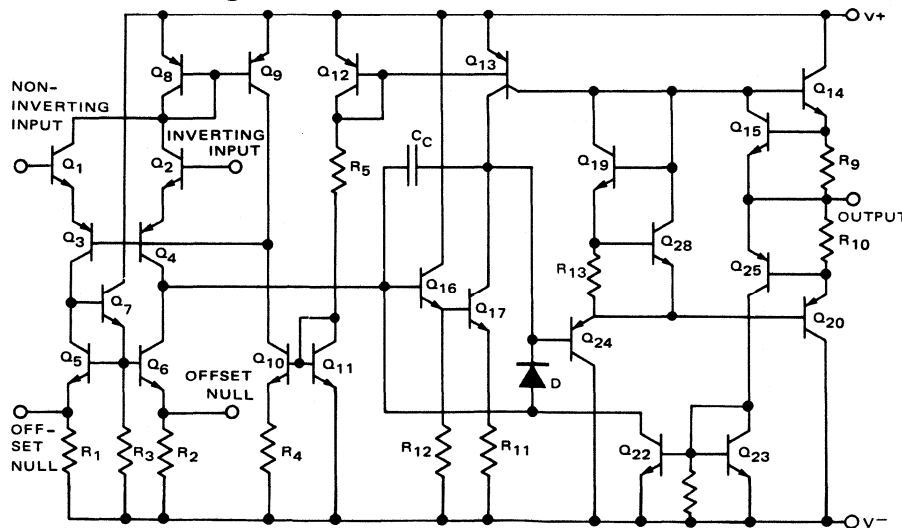 V+
Q8
Q9
Q12
Q13
Q14
NON-
INVERTING
INPUT
INVERTING
INPUT
Q15
CC
Q1
Q2
R5
Q19
R9
OUTPUT
Q3
Q4
Q28
R10
Q25
R13
Q7
Q16
Q17
Q20
Q24
Q5
Q6
Q10
Q11
OFFSET
NULL
D
OFF-
SET
NULL
R1
R3
R2
R4
R12
R11
Q22
Q23
V−